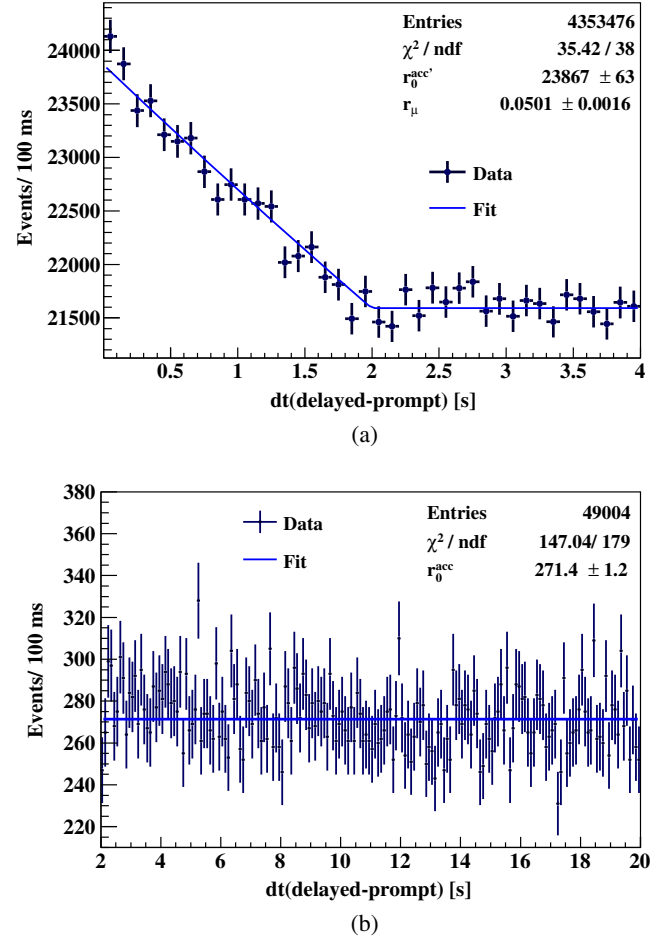 Entries 4353476
χ² / ndf 35.42 / 38
r₀^acc' 23867 ± 63
r_μ 0.0501 ± 0.0016
Data
Fit
Events/ 100 ms
24000
23500
23000
22500
22000
21500
0.5 1 1.5 2 2.5 3 3.5 4
dt(delayed-prompt) [s]
(a)
Entries 49004
χ² / ndf 147.04/ 179
r₀^acc 271.4 ± 1.2
Data
Fit
Events/ 100 ms
380
360
340
320
300
280
260
240
220
2 4 6 8 10 12 14 16 18 20
dt(delayed-prompt) [s]
(b)